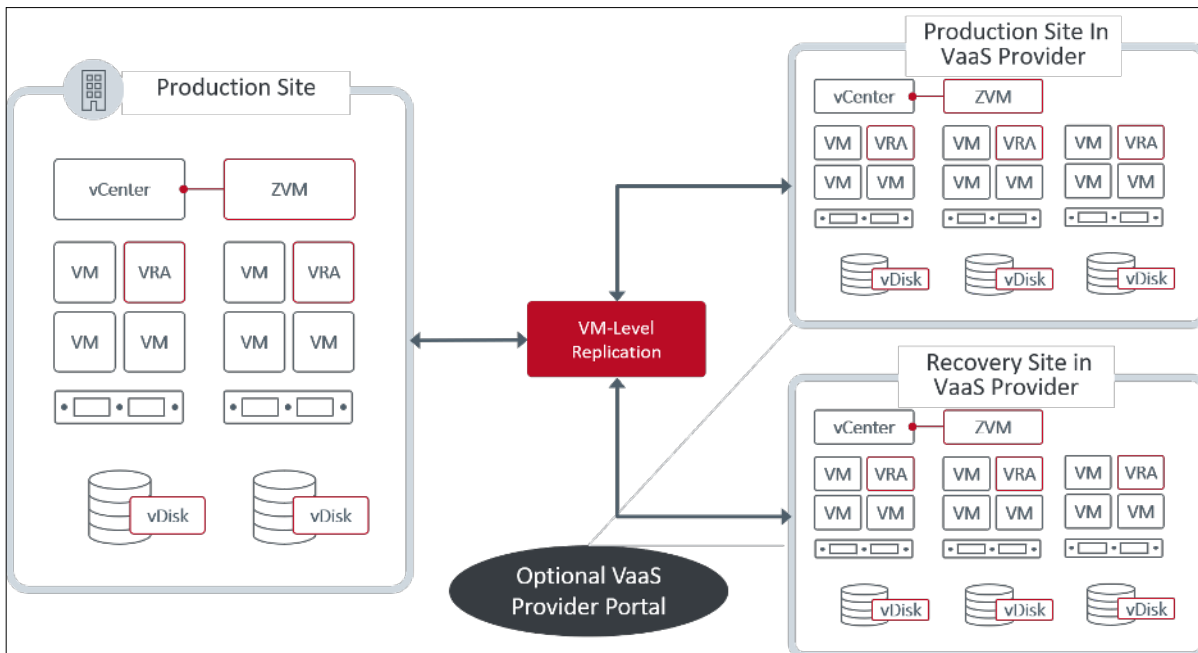 Production Site
vCenter
ZVM
VM
VRA
VM
VRA
VM
VM
VM
VM
vDisk
vDisk
VM-Level
Replication
Optional VaaS
Provider Portal
Production Site In
VaaS Provider
vCenter
ZVM
VM
VRA
VM
VRA
VM
VRA
VM
VM
VM
VM
VM
VM
vDisk
vDisk
vDisk
Recovery Site in
VaaS Provider
vCenter
ZVM
VM
VRA
VM
VRA
VM
VRA
VM
VM
VM
VM
VM
VM
vDisk
vDisk
vDisk